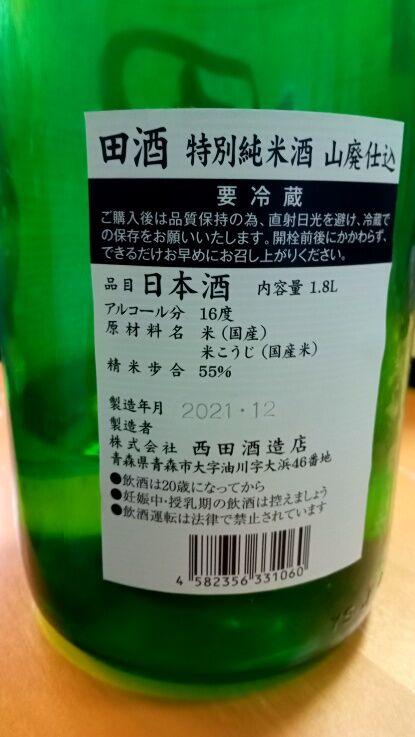 田酒 特別純米酒 山廃仕込
要冷蔵
ご購入後は品質保持の為、直射日光を避け、冷蔵で
の保存をお願いいたします。開栓前後にかかわらず、
できるだけお早めにお召し上がりください。
品目 日本酒 内容量 1.8L
アルコール分 16度
原材料名 米（国産）
米こうじ（国産米）
精米歩合 55%
製造年月 2021・12
製造者
株式会社 西田酒造店
青森県青森市大字油川字大浜46番地
●飲酒は20歳になってから
●妊娠中・授乳期の飲酒は控えましょう
●飲酒運転は法律で禁止されています
4 582356 331060